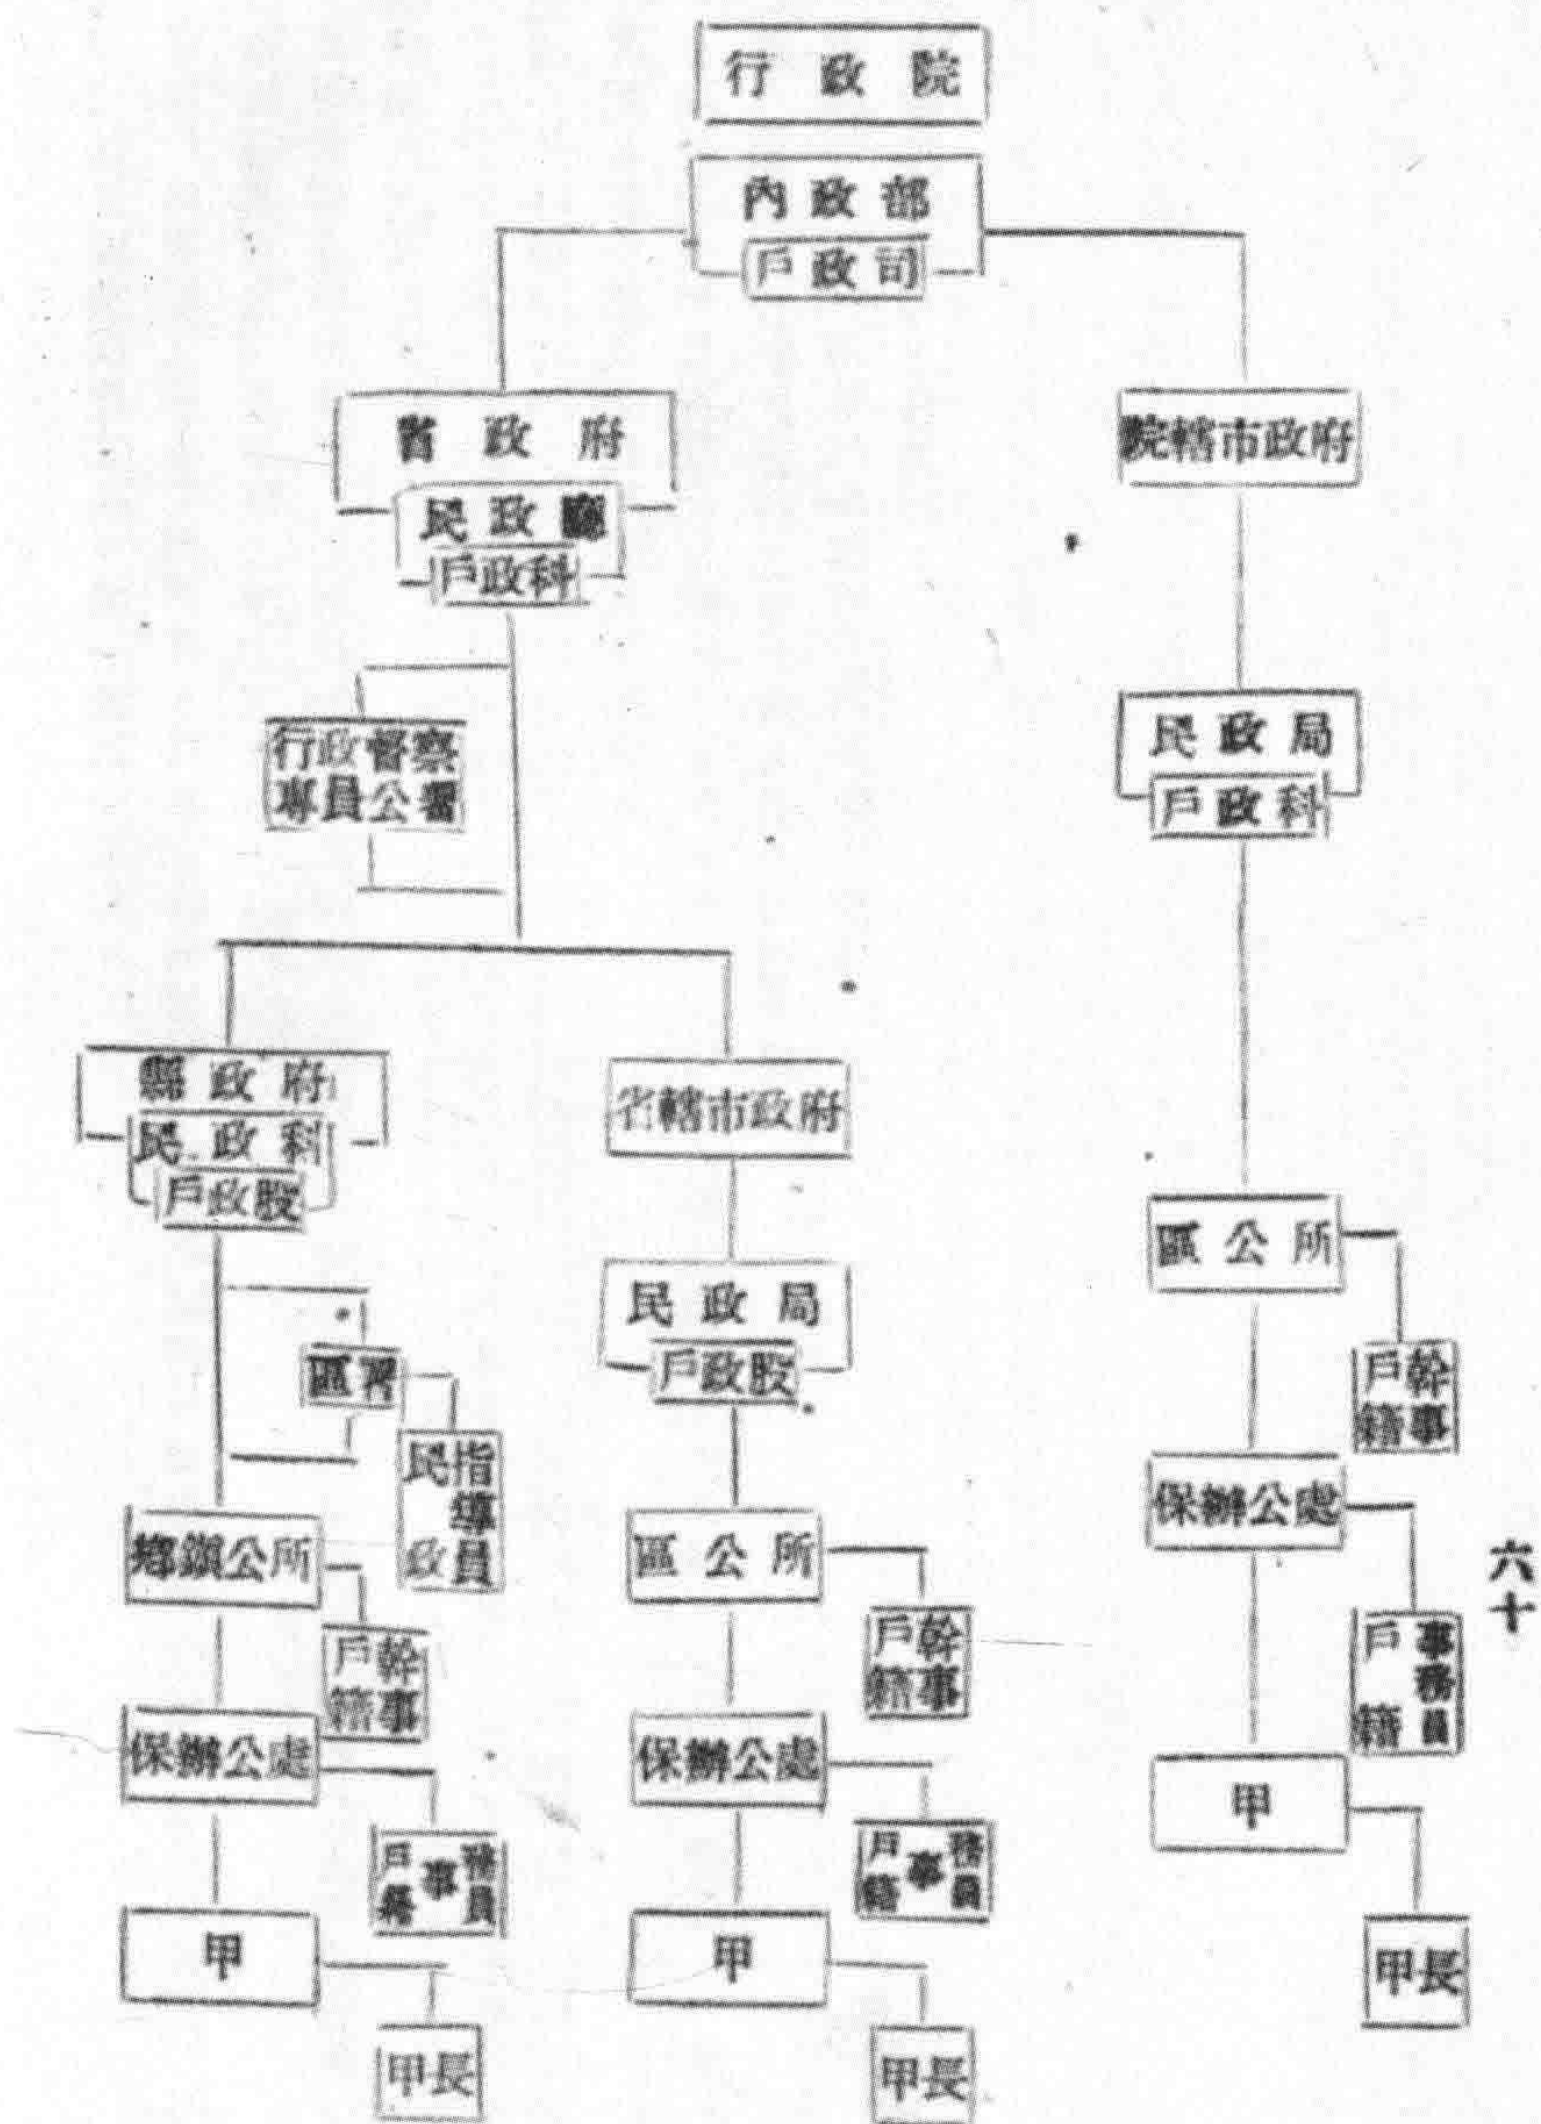 行政院
內政部
戶政司
省政府
民政廳
戶政科
行政督察
專員公署
縣政府
民政科
戶政股
區署
民政指導員
鄉鎮公所
戶籍幹事
保辦公處
戶籍事務員
甲
甲長
省轄市政府
民政局
戶政股
區公所
戶籍幹事
保辦公處
戶籍事務員
甲
甲長
院轄市政府
民政局
戶政科
區公所
戶籍幹事
保辦公處
戶籍事務員
甲
甲長
六十